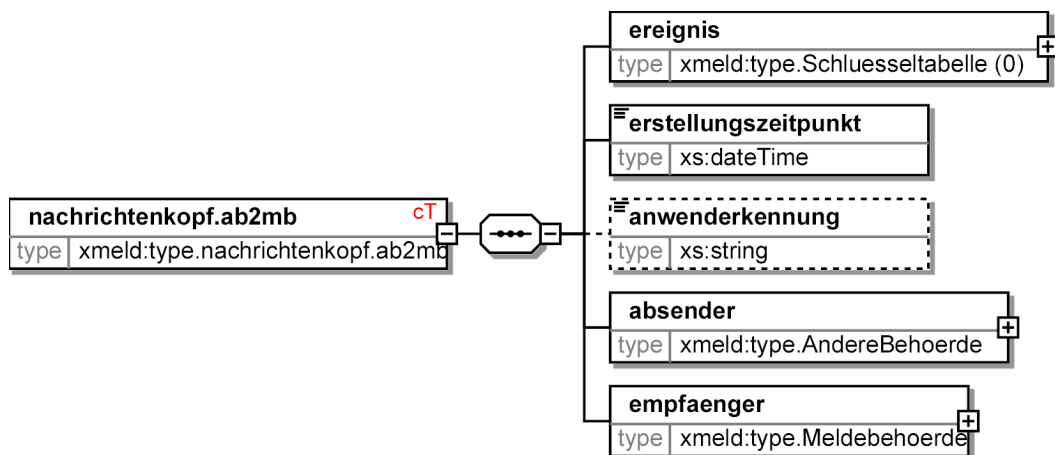 ereignis
type xmeld:type.Schluesseltabelle (0)
erstellungszeitpunkt
type xs:dateTime
nachrichtenkopf.ab2mb cT
type xmeld:type.nachrichtenkopf.ab2mb
anwenderkennung
type xs:string
absender
type xmeld:type.AndereBehoerde
empfaenger
type xmeld:type.Meldebehoerde